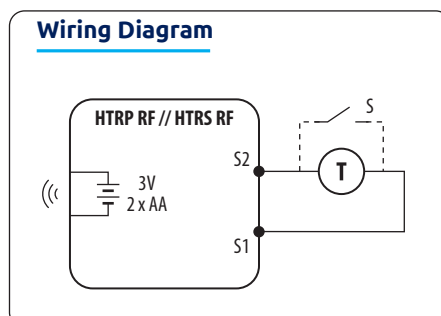 Wiring Diagram
HTRP RF // HTRS RF
S
S2
T
3V
2 x AA
S1